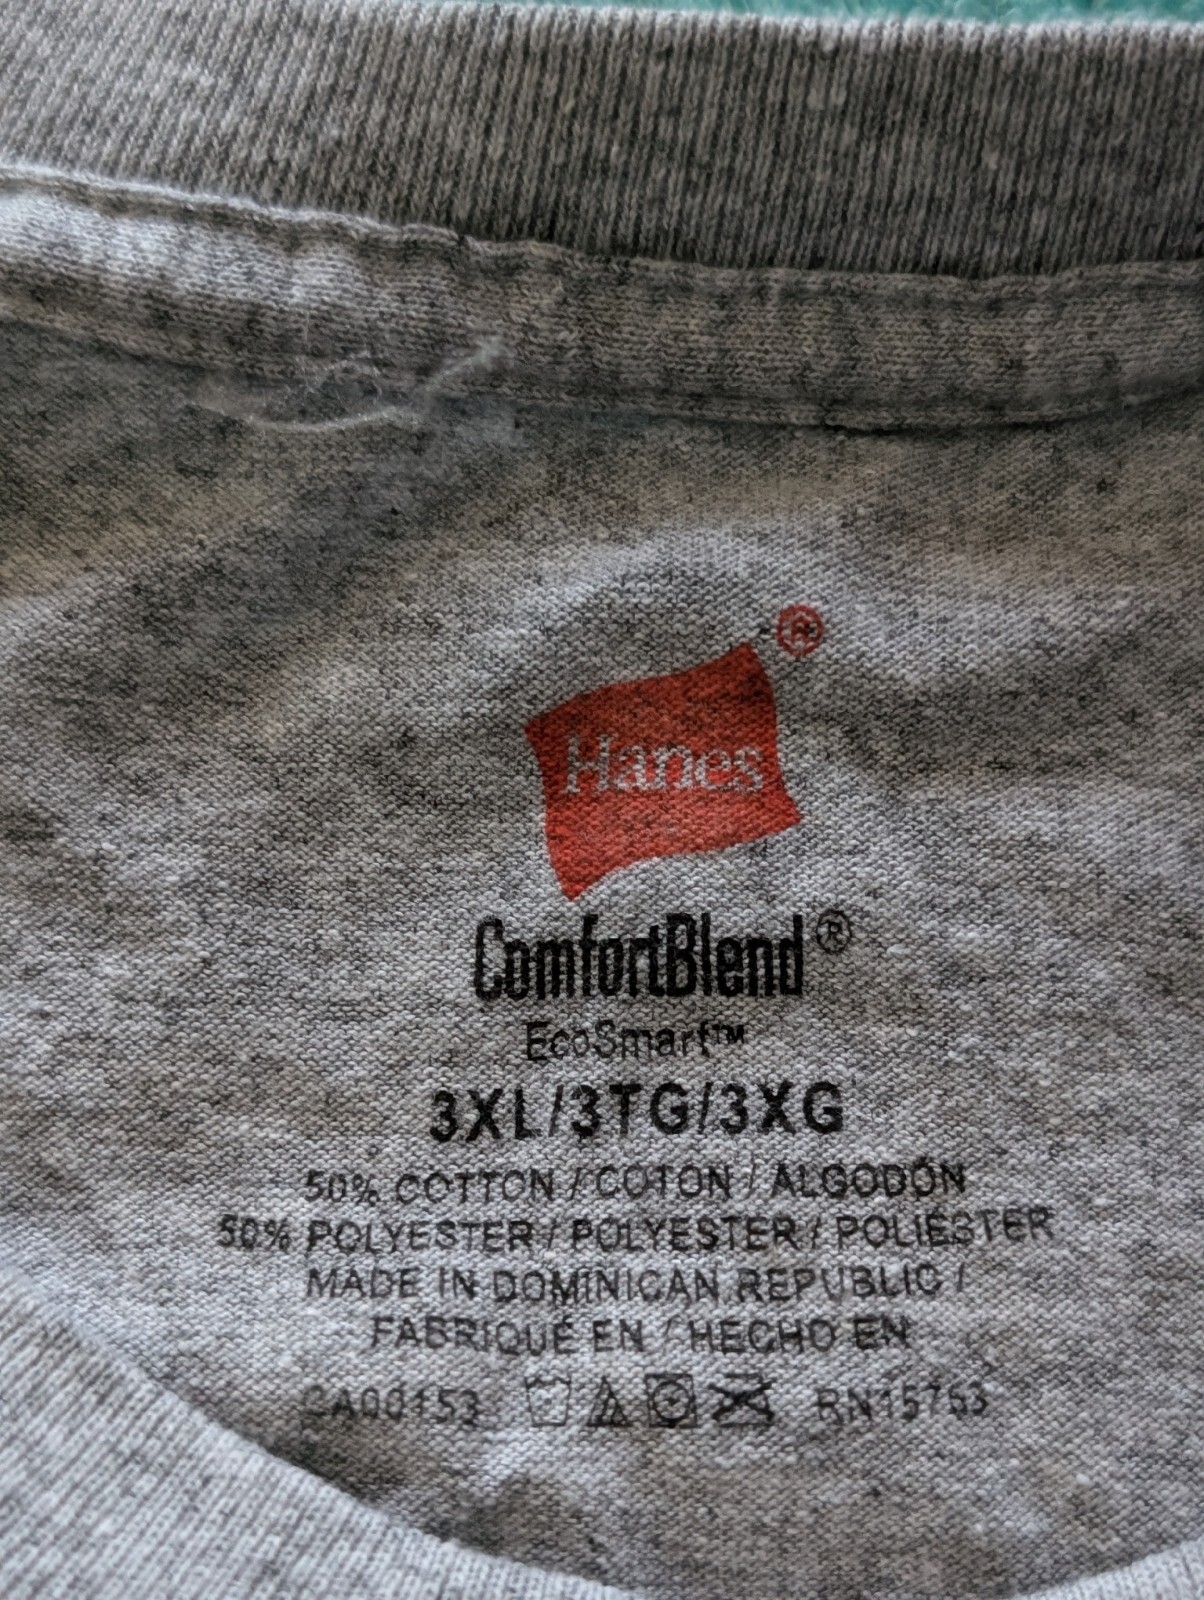 ®
Hanes
ComfortBlend®
EcoSmart™
3XL/3TG/3XG
50% COTTON / COTON / ALGODÓN
50% POLYESTER / POLYESTER / POLIÉSTER
MADE IN DOMINICAN REPUBLIC /
FABRIQUÉ EN / HECHO EN
CA00153 RN15763